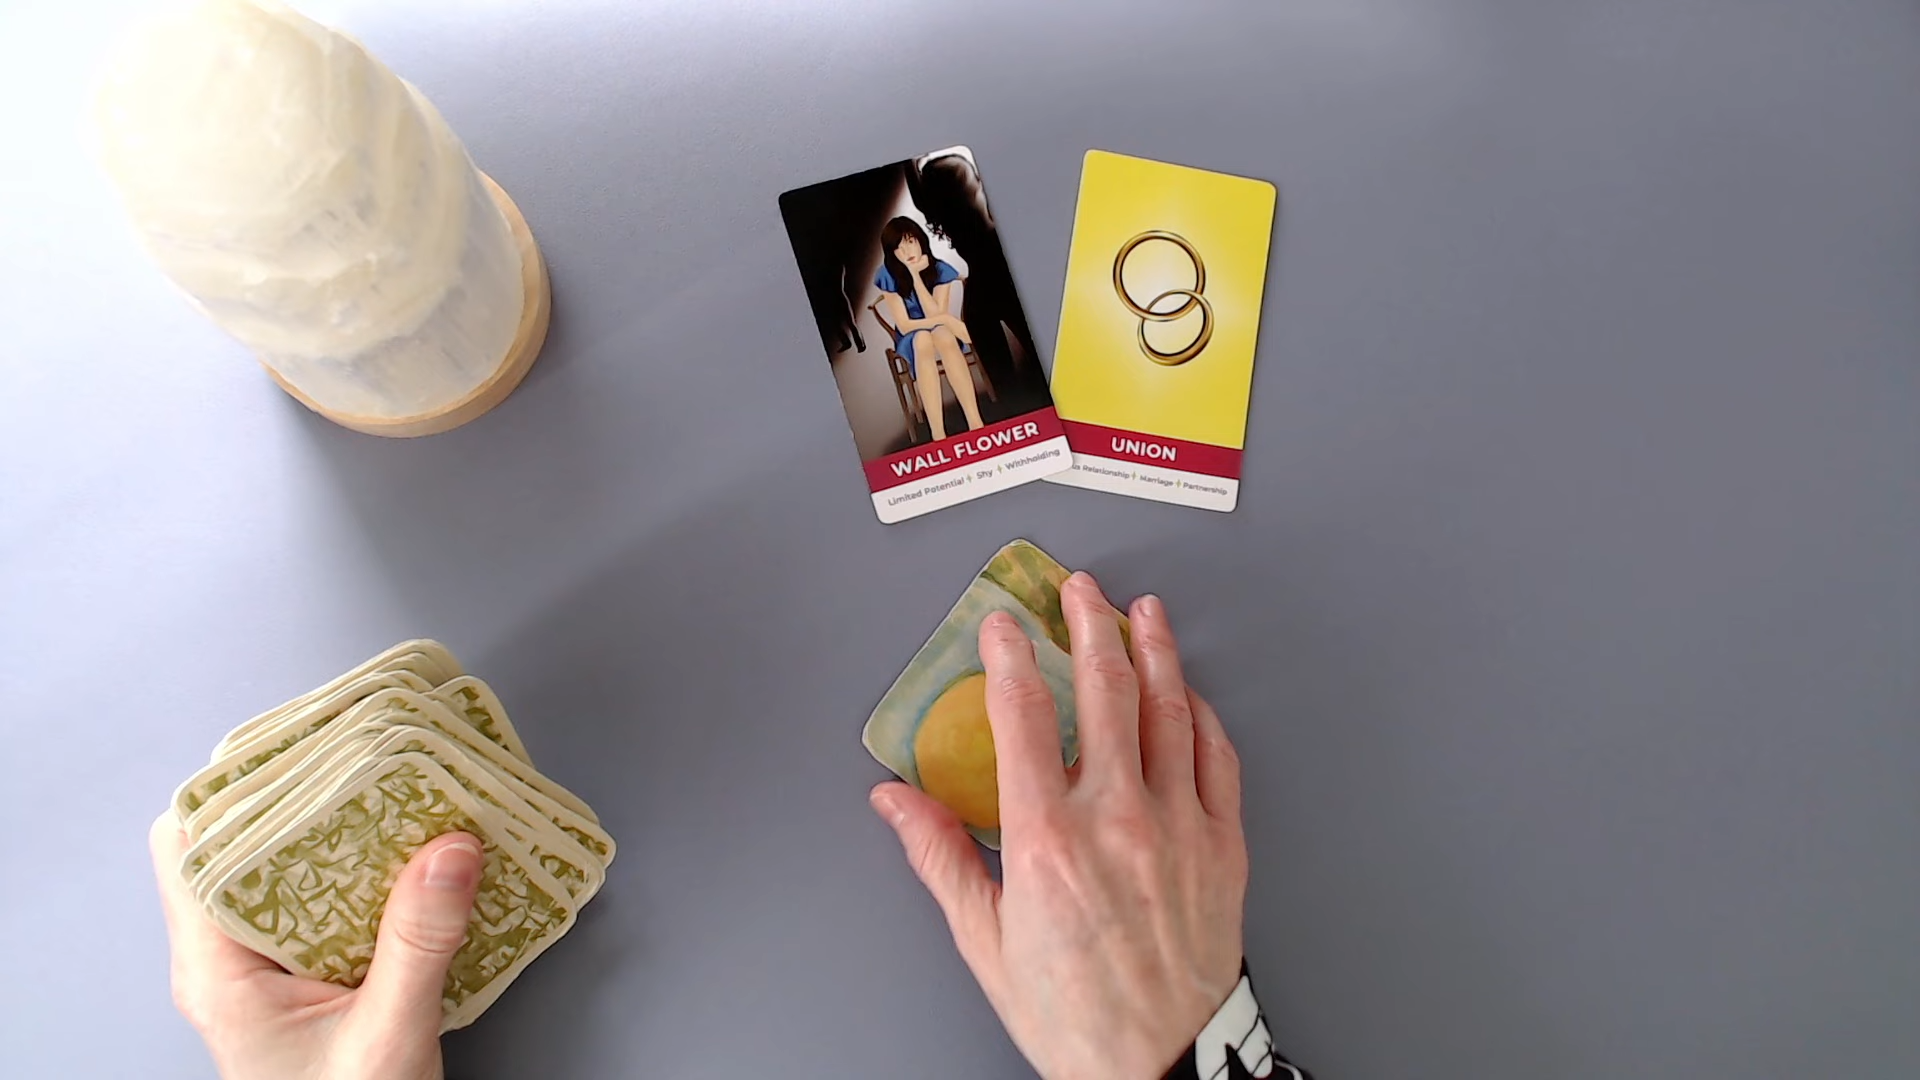 WALL FLOWER
Limited Potential Shy Withholding
UNION
Relationship Marriage Partnership